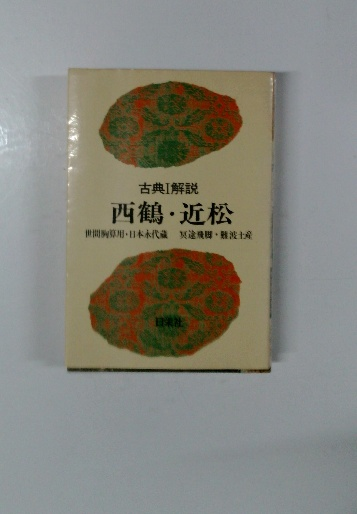 古典I解説
西鶴・近松
世間胸算用・日本永代蔵 冥途飛脚・難波土産